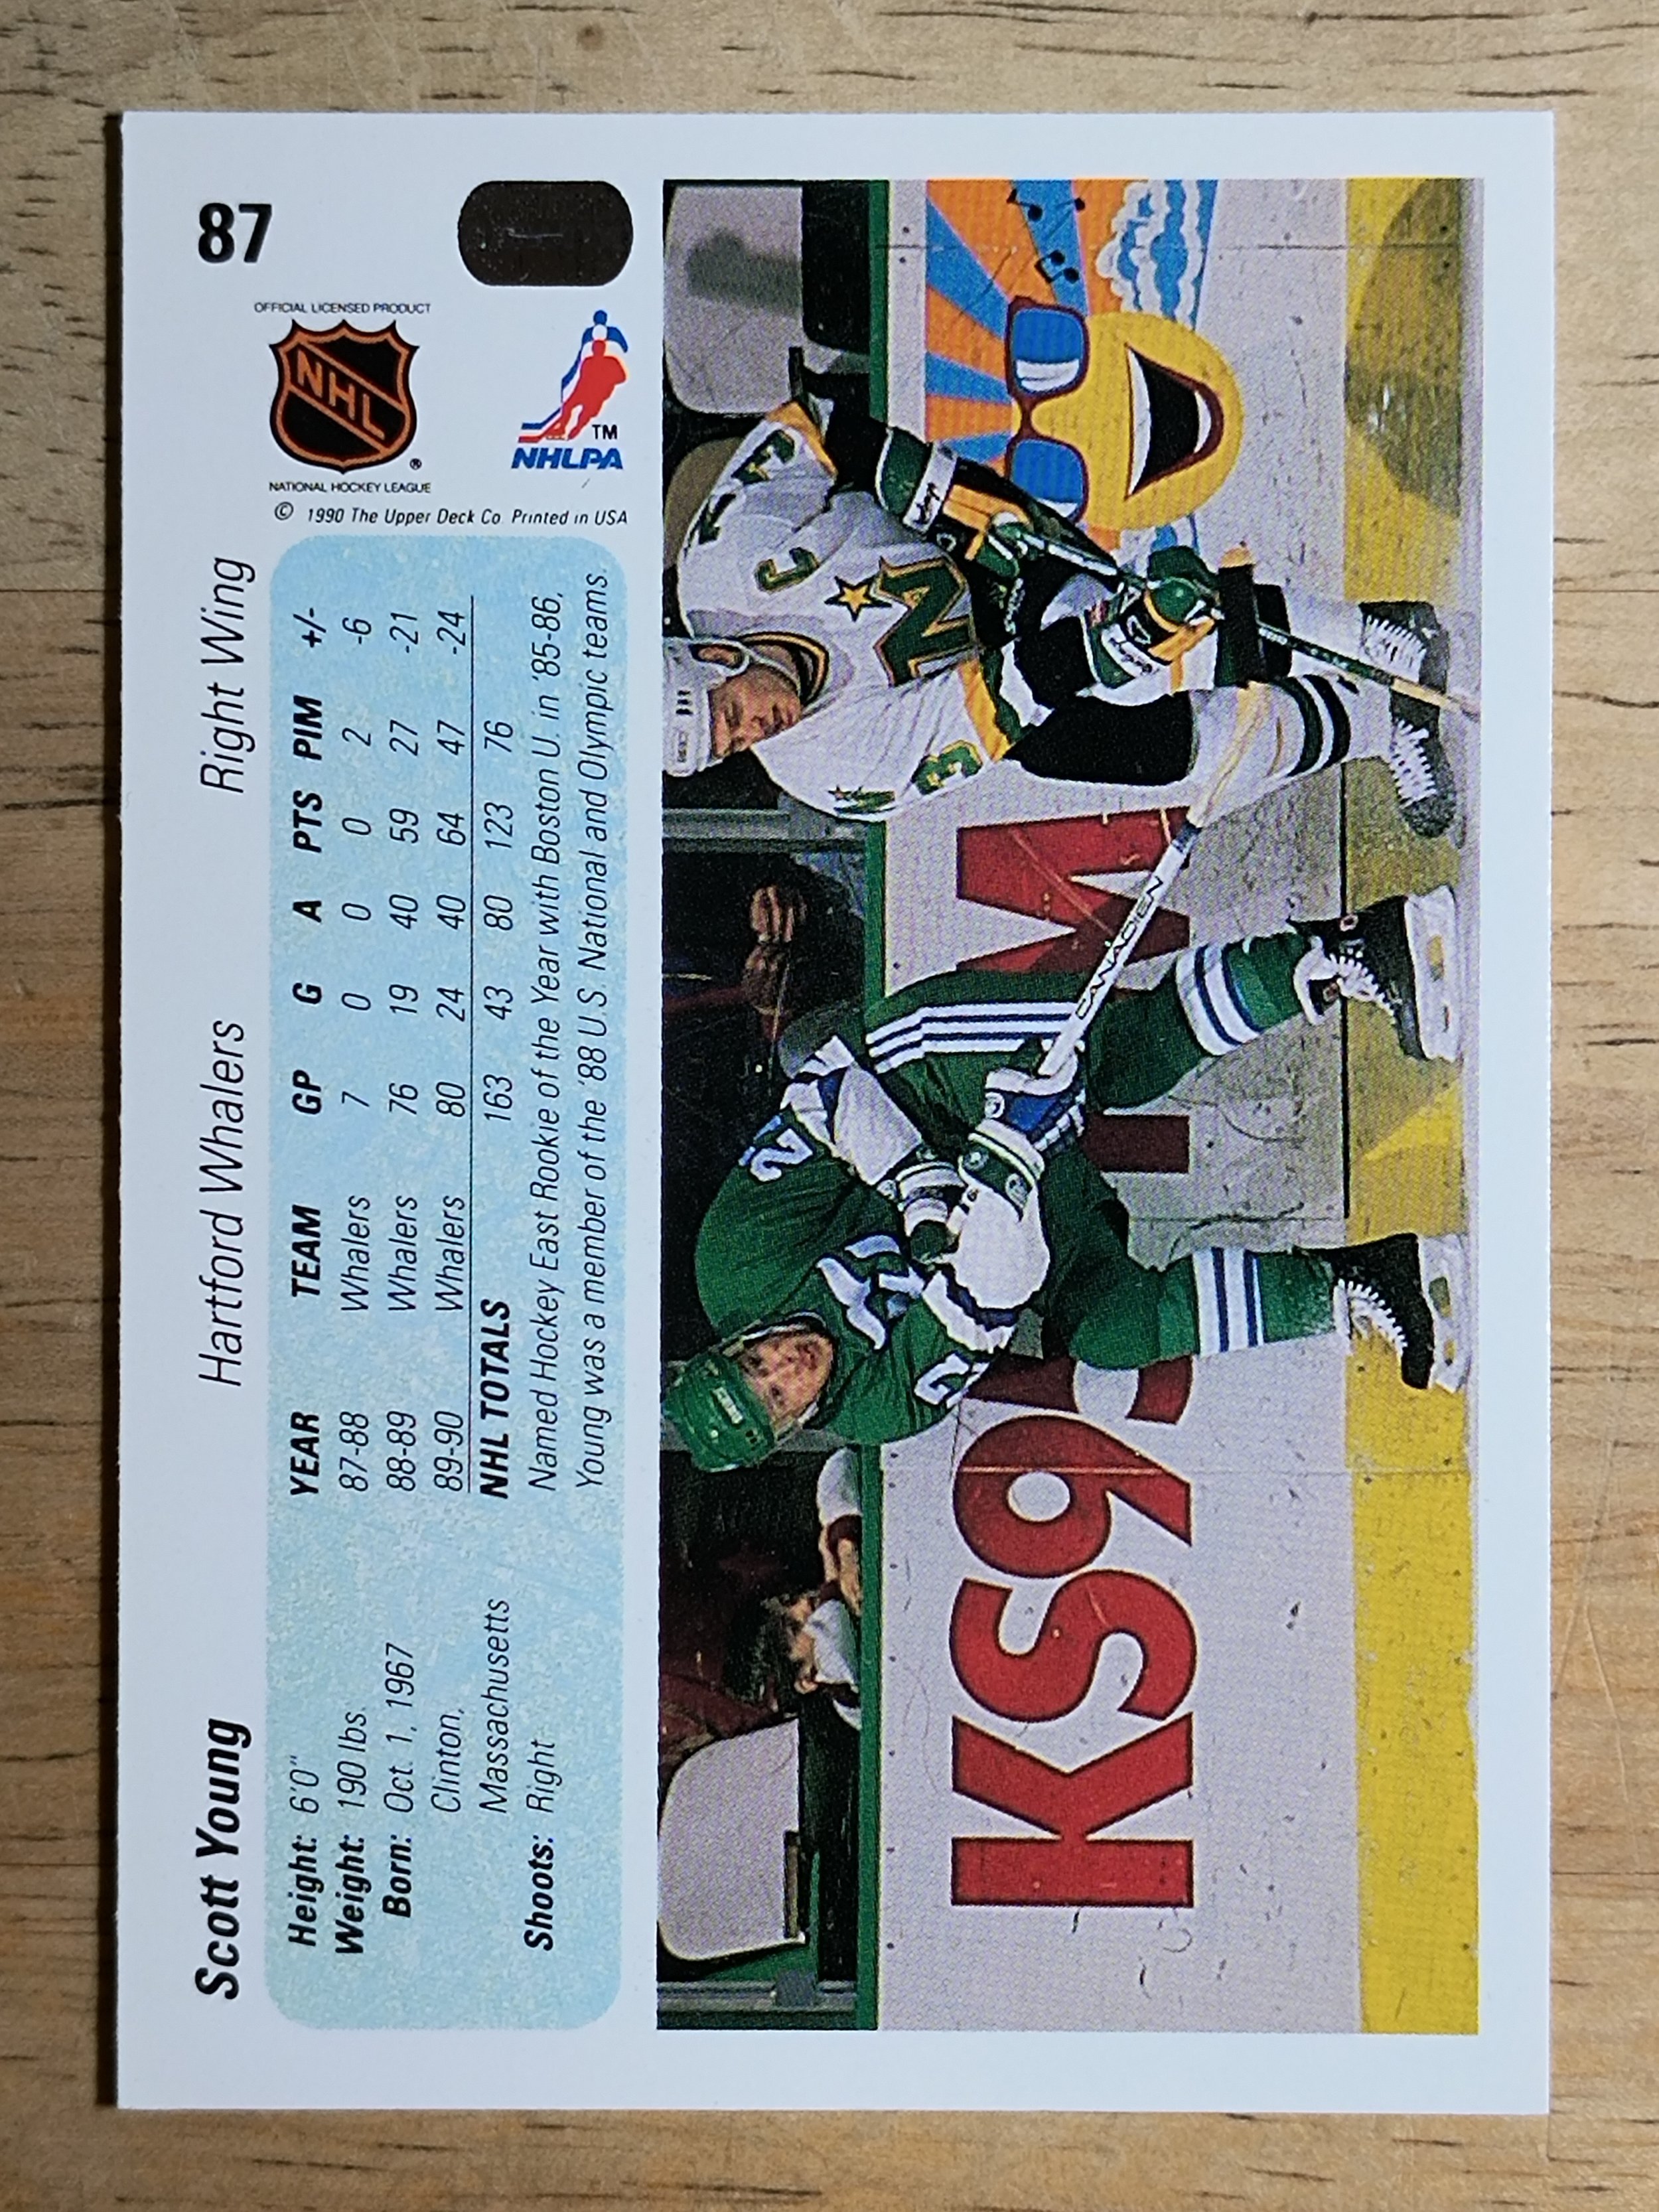 Scott Young Hartford Whalers Right Wing 87
Height: 6'0"
Weight: 190 lbs.
Born: Oct. 1, 1967
Clinton,
Massachusetts
Shoots: Right
YEAR TEAM GP G A PTS PIM +/-
87-88 Whalers 7 0 0 0 2 -6
88-89 Whalers 76 19 40 59 27 -21
89-90 Whalers 80 24 40 64 47 -24
NHL TOTALS 163 43 80 123 76
Named Hockey East Rookie of the Year with Boston U. in '85-86,
Young was a member of the '88 U.S. National and Olympic teams.
OFFICIAL LICENSED PRODUCT
NHL
®
NATIONAL HOCKEY LEAGUE
© 1990 The Upper Deck Co. Printed in USA
TM
NHLPA
KS9
M
CANADIEN
2
2
C
N